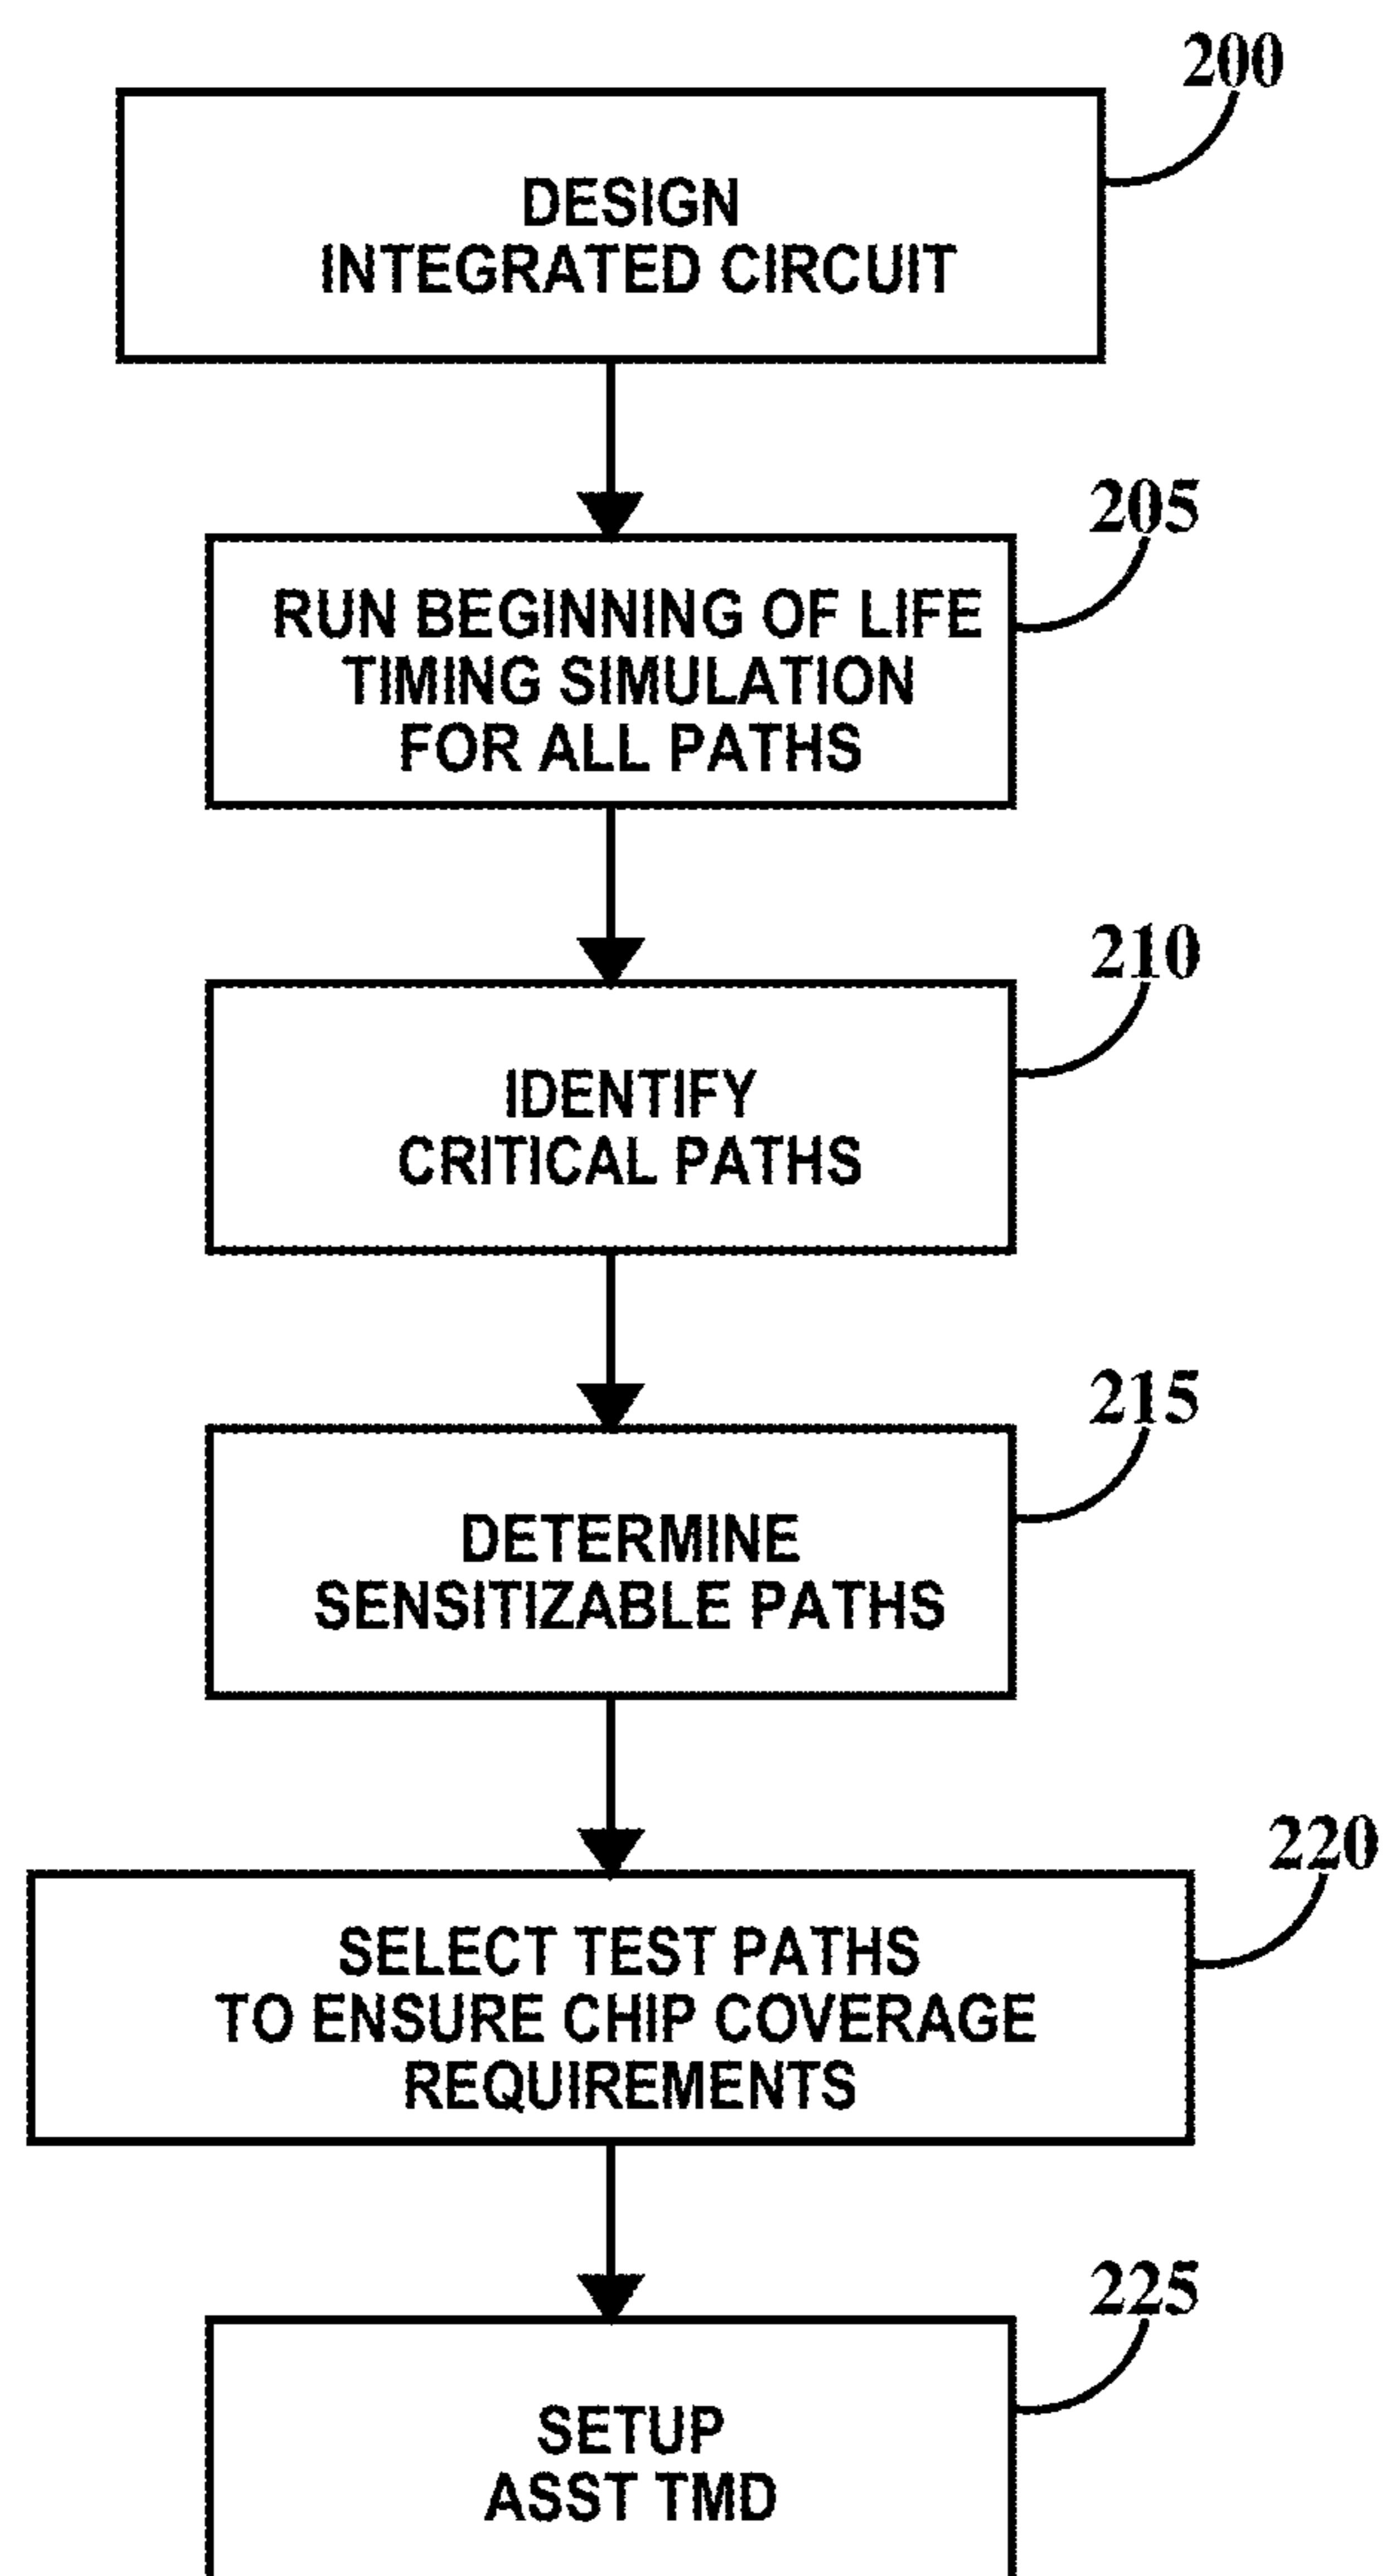 200
DESIGN
INTEGRATED CIRCUIT
205
RUN BEGINNING OF LIFE
TIMING SIMULATION
FOR ALL PATHS
210
IDENTIFY
CRITICAL PATHS
215
DETERMINE
SENSITIZABLE PATHS
220
SELECT TEST PATHS
TO ENSURE CHIP COVERAGE
REQUIREMENTS
225
SETUP
ASST TMD